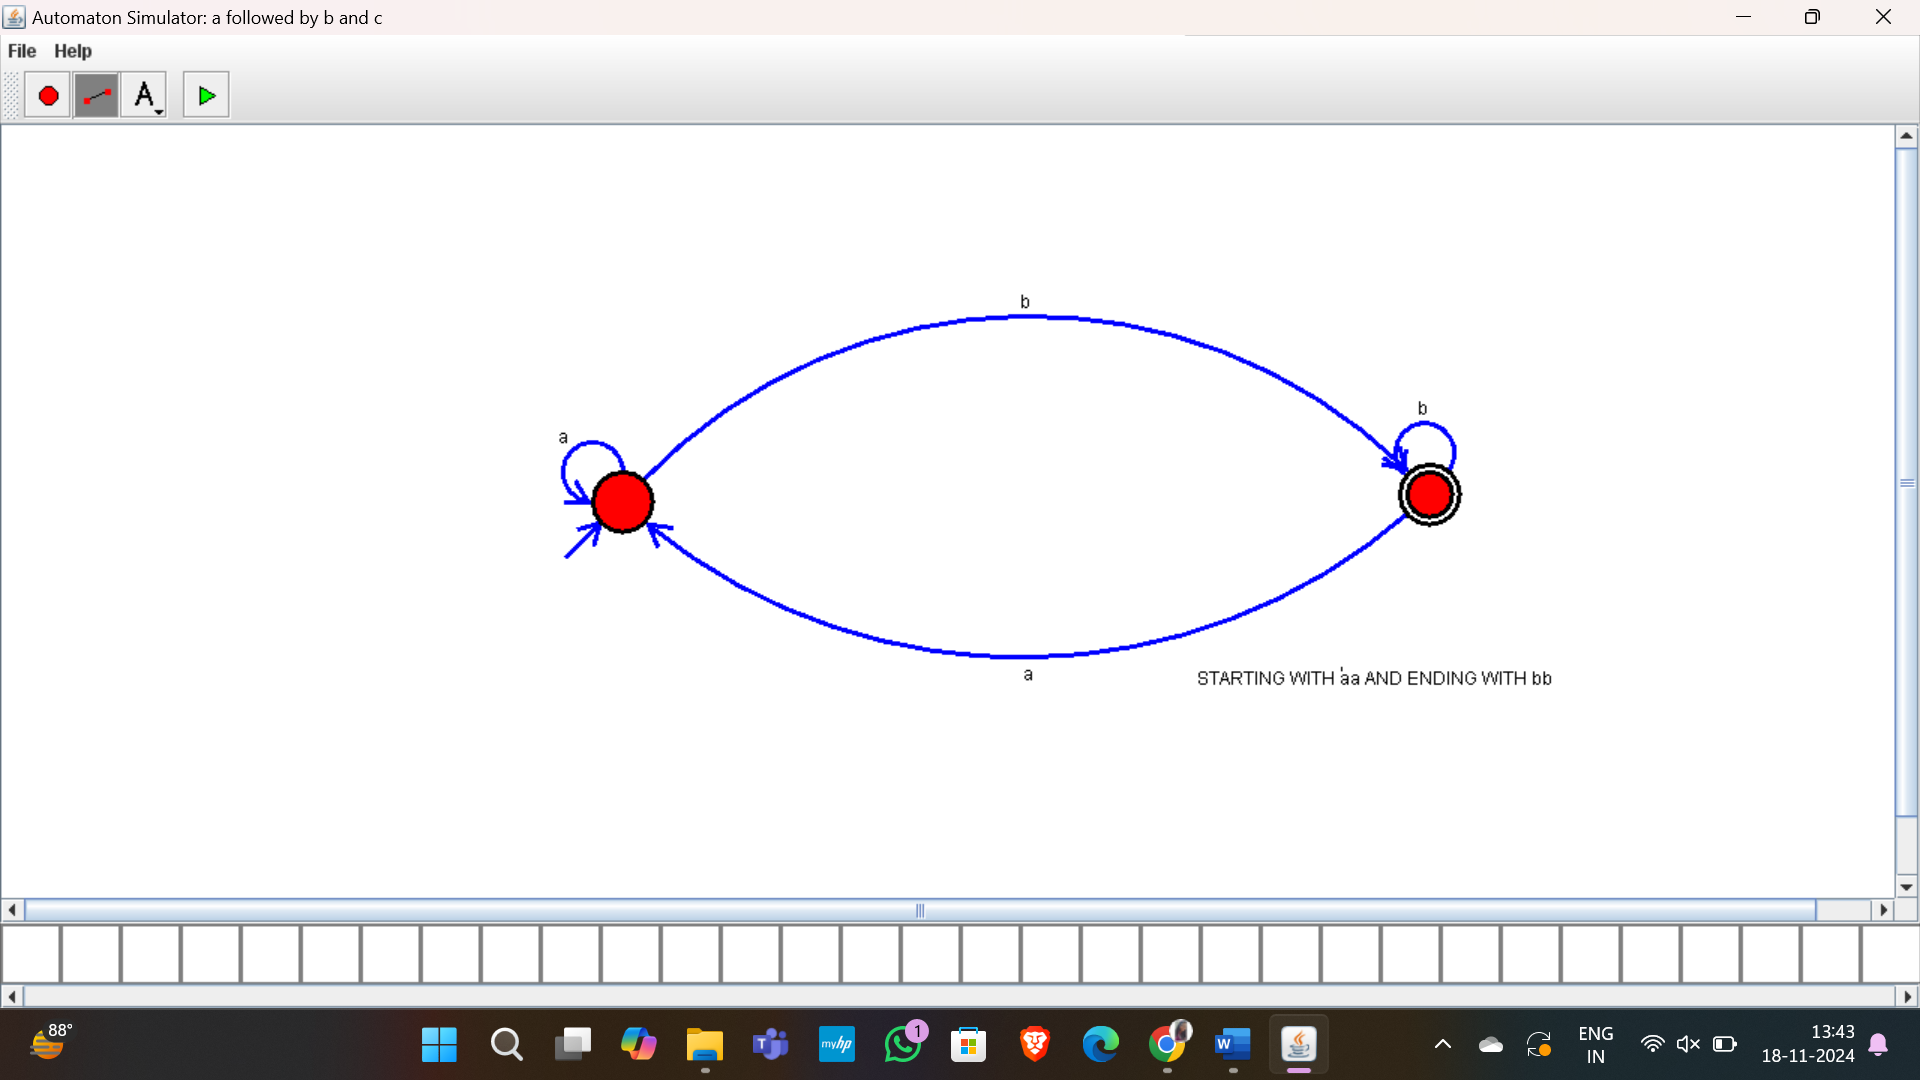 Automaton Simulator: a followed by b and c
File Help
A
b
b
a
a
STARTING WITH 'aa AND ENDING WITH bb
88°
myhp
1
W
ENG
IN
13:43
18-11-2024